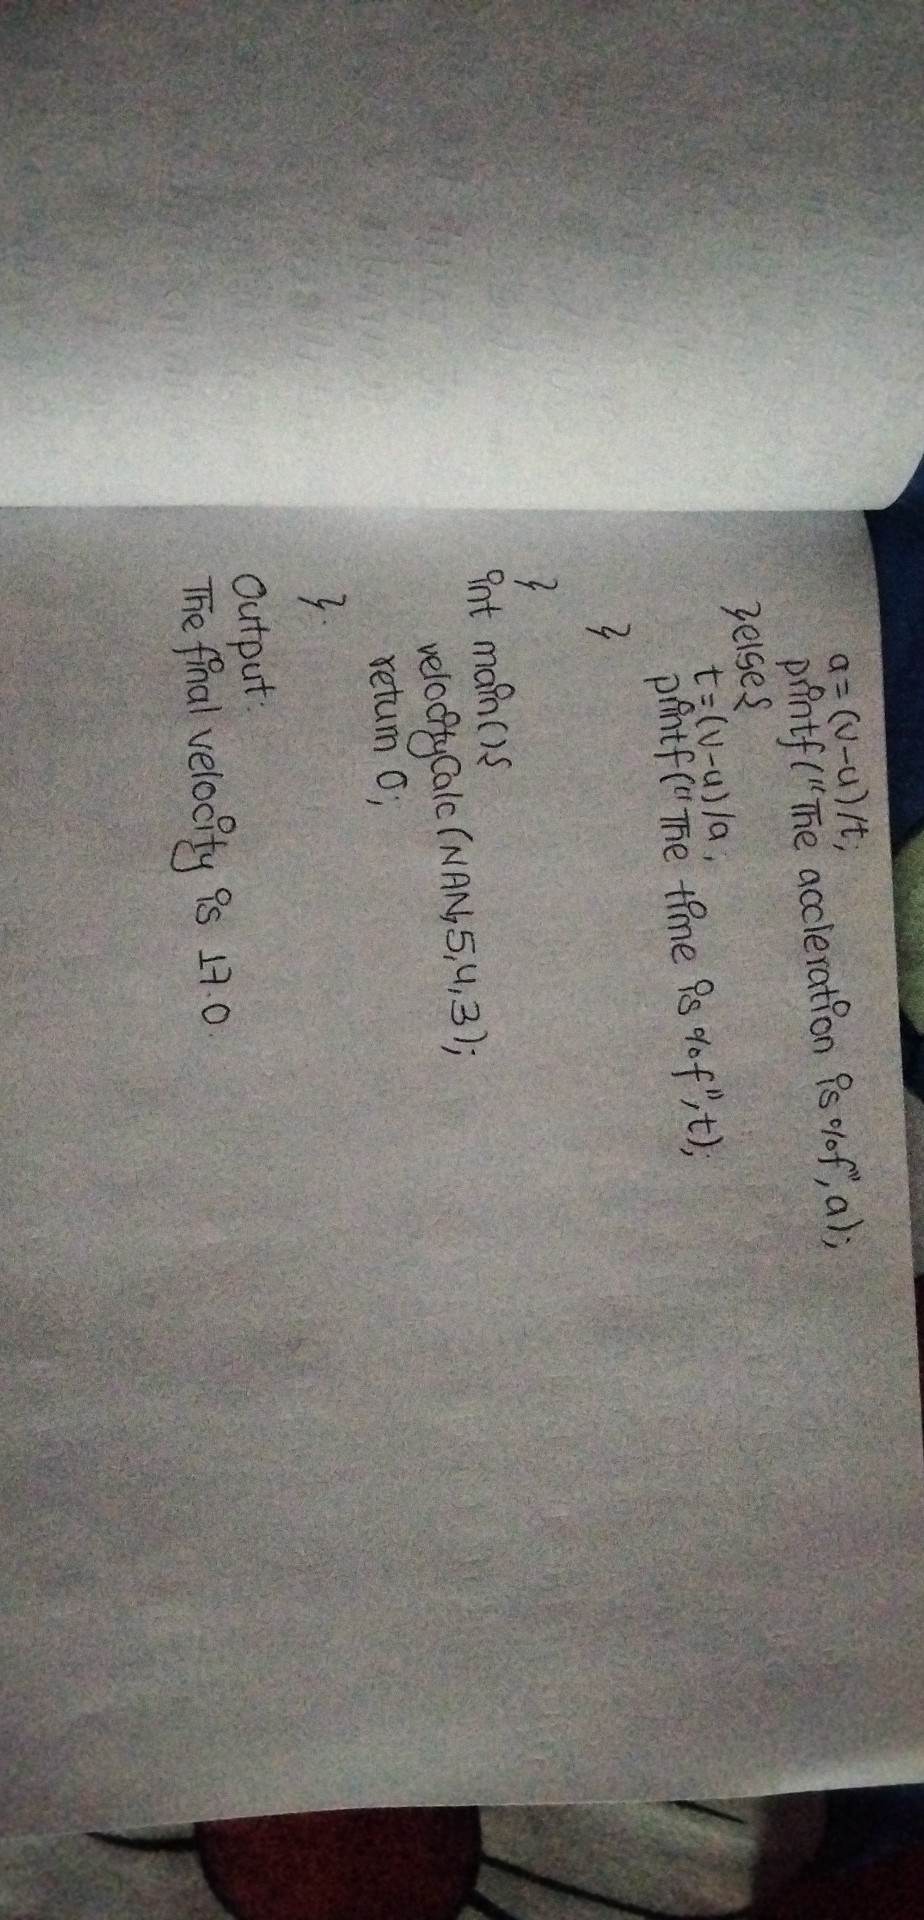 a=(v-u)/t;
printf("The accleration is %f",a);
}else{
t=(v-u)/a;
printf("The time is %f",t);
}
}
int main(){
velocityCalc(NAN,5,4,3);
return 0;
}.
Output:
The final velocity is 17.0.